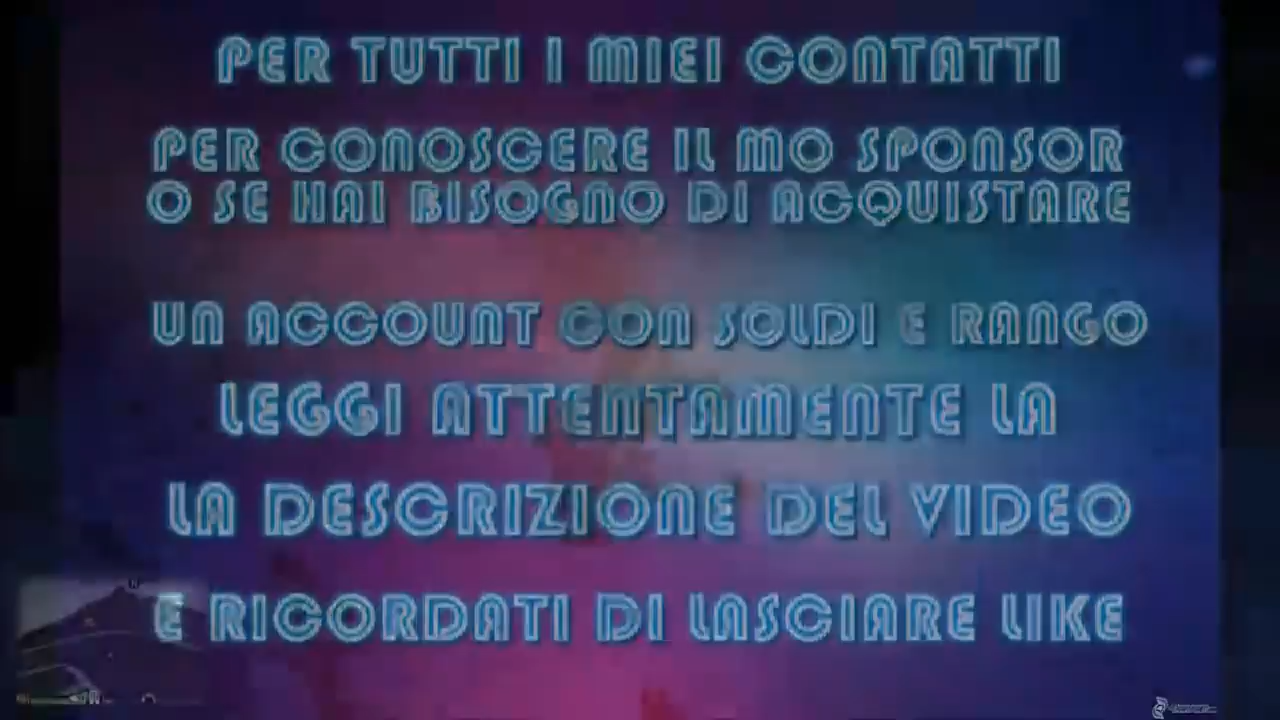 PER TUTTI I MIEI CONTATTI
PER CONOSCERE IL MO SPONSOR
O SE HAI BISOGNO DI ACQUISTARE
UN ACCOUNT CON SOLDI E RANGO
LEGGI ATTENTAMENTE LA
LA DESCRIZIONE DEL VIDEO
E RICORDATI DI LASCIARE LIKE